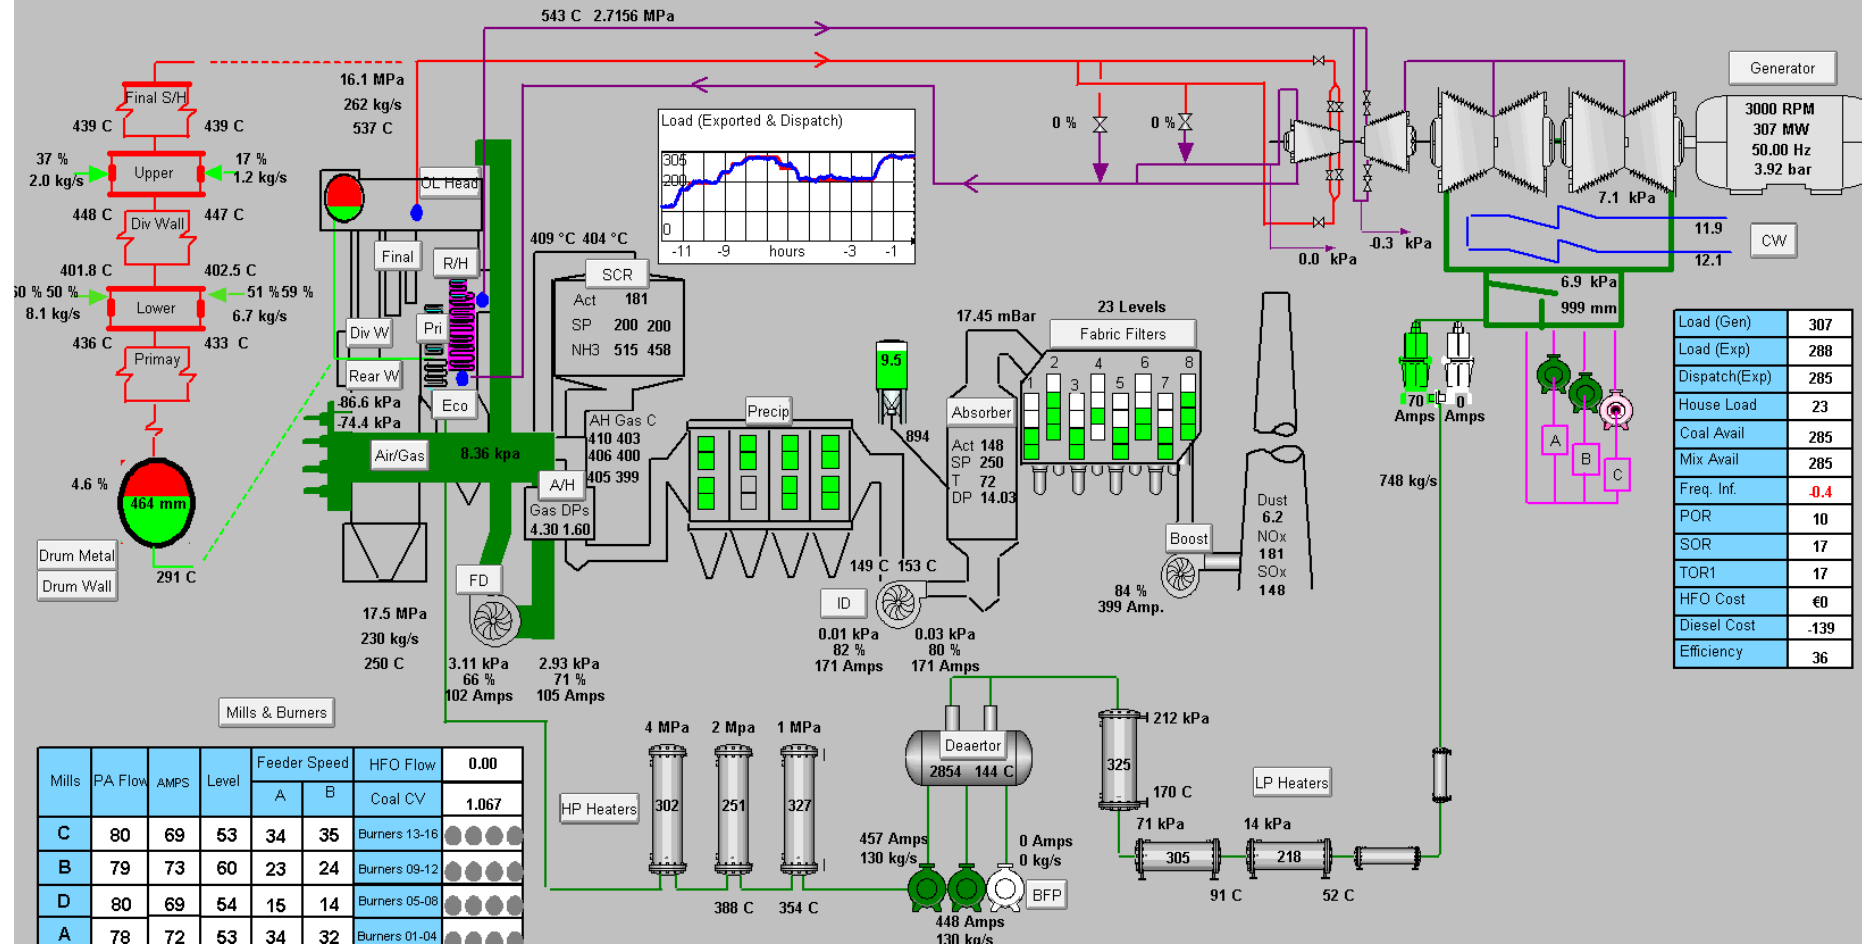 543 C 2.7156 MPa
16.1 MPa
262 kg/s
537 C
Final S/H
439 C 439 C
37 % 17 %
2.0 kg/s Upper 1.2 kg/s
448 C 447 C
Div Wall
401.8 C 402.5 C
60 % 50 % 51 % 59 %
8.1 kg/s Lower 6.7 kg/s
436 C 433 C
Primay
4.6 %
464 mm
291 C
Drum Metal
Drum Wall
OL Head
Final
R/H
Pri
Div W
Rear W
Eco
-86.6 kPa
-74.4 kPa
Air/Gas
8.36 kpa
17.5 MPa
230 kg/s
250 C
FD
3.11 kPa
66 %
102 Amps
2.93 kPa
71 %
105 Amps
Load (Exported & Dispatch)
305
200
0
-11 -9 hours -3 -1
409 °C 404 °C
SCR
Act 181
SP 200 200
NH3 515 458
AH Gas C
410 403
406 400
405 399
A/H
Gas DPs
4.30 1.60
Precip
9.5
894
149 C 153 C
ID
0.01 kPa
82 %
171 Amps
0.03 kPa
80 %
171 Amps
17.45 mBar
Absorber
Act 148
SP 250
T 72
DP 14.03
23 Levels
Fabric Filters
1 2 3 4 5 6 7 8
Boost
84 %
399 Amp.
Dust
6.2
NOx
181
SOx
148
0 % 0 %
0.0 kPa
-0.3 kPa
Generator
3000 RPM
307 MW
50.00 Hz
3.92 bar
7.1 kPa
11.9
12.1
CW
6.9 kPa
999 mm
70
Amps
0
Amps
A
B
C
748 kg/s
Load (Gen) 307
Load (Exp) 288
Dispatch(Exp) 285
House Load 23
Coal Avail 285
Mix Avail 285
Freq. Inf. -0.4
POR 10
SOR 17
TOR1 17
HFO Cost €0
Diesel Cost -139
Efficiency 36
Mills & Burners
Mills PA Flow AMPS Level Feeder Speed HFO Flow 0.00
A B Coal CV 1.067
C 80 69 53 34 35 Burners 13-16
B 79 73 60 23 24 Burners 09-12
D 80 69 54 15 14 Burners 05-08
A 78 72 53 34 32 Burners 01-04
HP Heaters
4 MPa 2 Mpa 1 MPa
302 251 327
388 C 354 C
Deaertor
2854 144 C
457 Amps
130 kg/s
0 Amps
0 kg/s
BFP
448 Amps
130 kg/s
212 kPa
325
170 C
LP Heaters
71 kPa 14 kPa
305 218
91 C 52 C